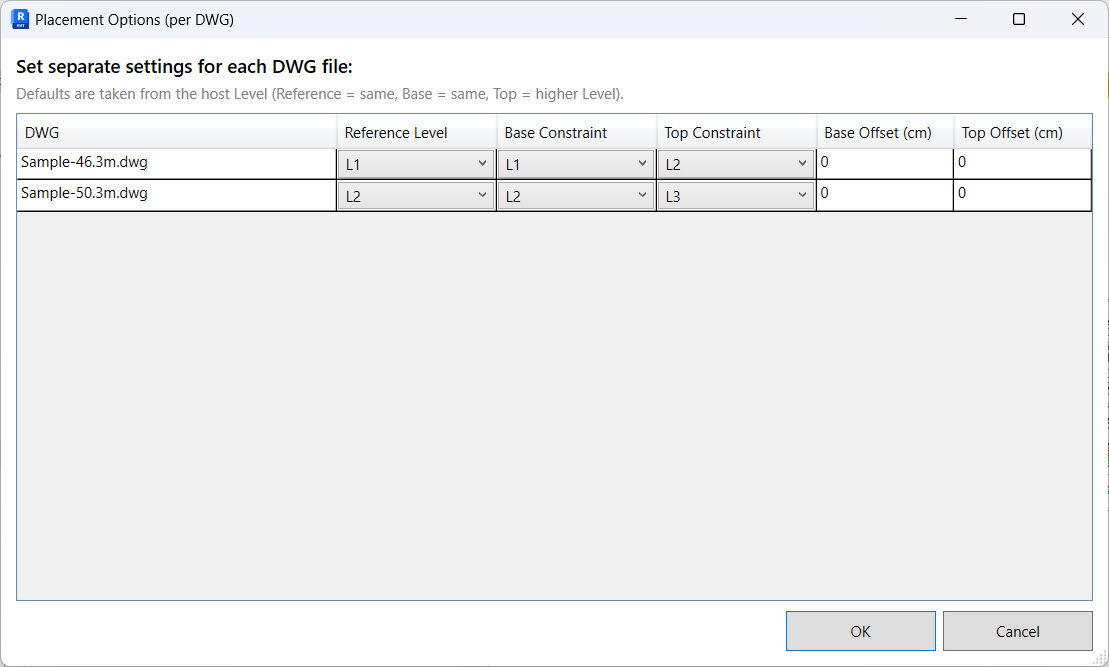 Placement Options (per DWG)
Set separate settings for each DWG file:
Defaults are taken from the host Level (Reference = same, Base = same, Top = higher Level).
DWG Reference Level Base Constraint Top Constraint Base Offset (cm) Top Offset (cm)
Sample-46.3m.dwg L1 L1 L2 0 0
Sample-50.3m.dwg L2 L2 L3 0 0
OK Cancel